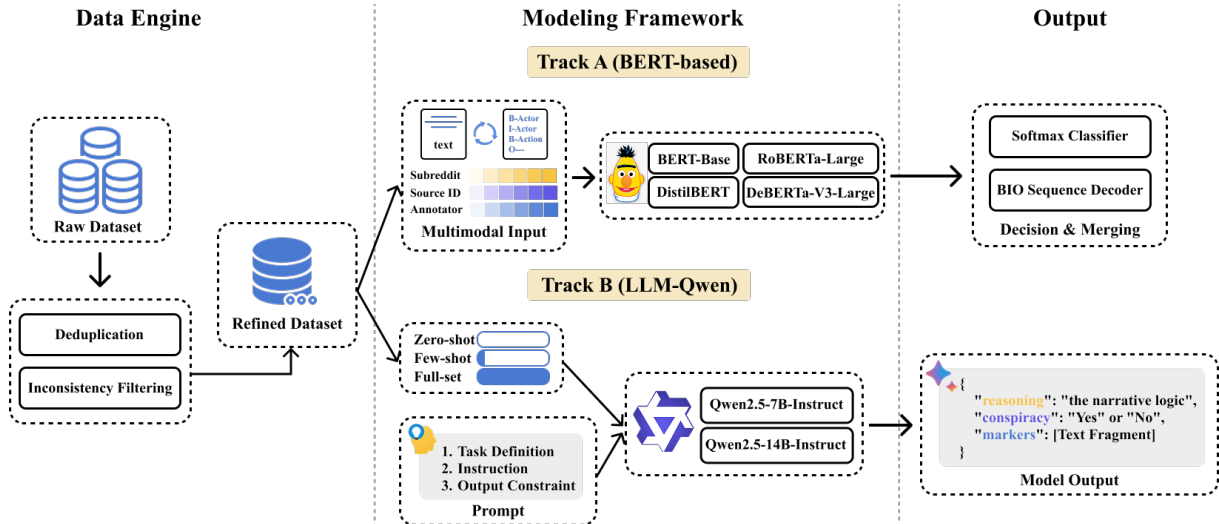 Data Engine
Modeling Framework
Output
Raw Dataset
Deduplication
Inconsistency Filtering
Refined Dataset
Track A (BERT-based)
text
B-Actor
I-Actor
B-Action
O---
Subreddit
Source ID
Annotator
Multimodal Input
BERT-Base
RoBERTa-Large
DistilBERT
DeBERTa-V3-Large
Softmax Classifier
BIO Sequence Decoder
Decision & Merging
Track B (LLM-Qwen)
Zero-shot
Few-shot
Full-set
1. Task Definition
2. Instruction
3. Output Constraint
Prompt
Qwen2.5-7B-Instruct
Qwen2.5-14B-Instruct
{
"reasoning": "the narrative logic",
"conspiracy": "Yes" or "No",
"markers": [Text Fragment]
}
Model Output